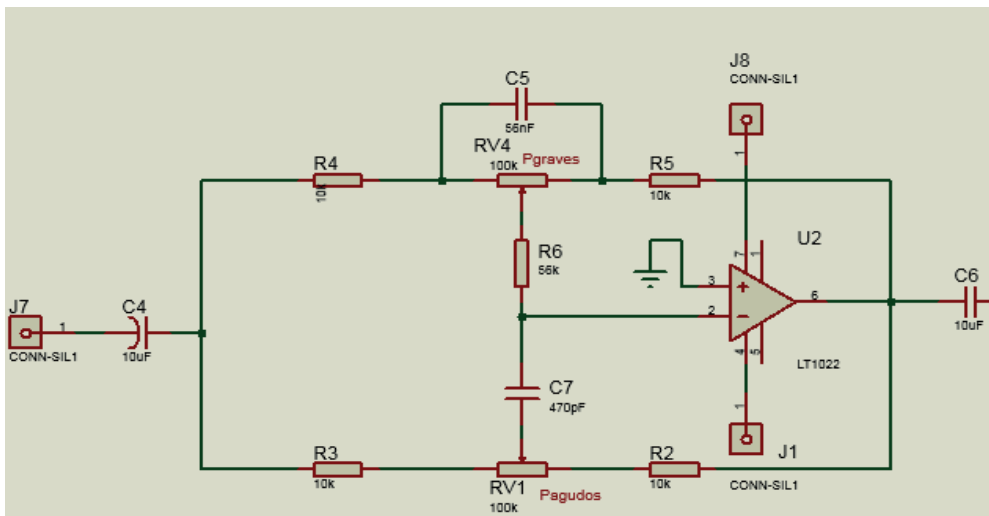 J8
CONN-SIL1
1
C5
56nF
RV4
100k
Pgraves
R4
10k
R5
10k
7
1
U2
R6
56k
3
+
2
−
6
4
5
LT1022
C6
10uF
J7
1
CONN-SIL1
C4
10uF
C7
470pF
1
J1
CONN-SIL1
R3
10k
RV1
100k
Pagudos
R2
10k